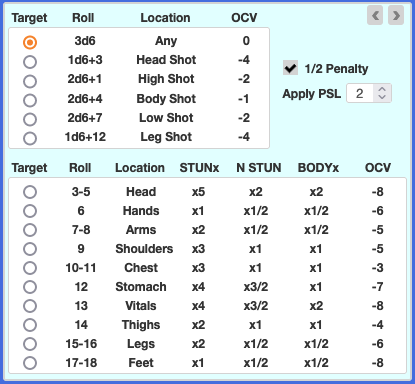 Target Roll Location OCV
3d6 Any 0
1d6+3 Head Shot -4
2d6+1 High Shot -2
2d6+4 Body Shot -1
2d6+7 Low Shot -2
1d6+12 Leg Shot -4
1/2 Penalty
Apply PSL 2
Target Roll Location STUNx N STUN BODYx OCV
3-5 Head x5 x2 x2 -8
6 Hands x1 x1/2 x1/2 -6
7-8 Arms x2 x1/2 x1/2 -5
9 Shoulders x3 x1 x1 -5
10-11 Chest x3 x1 x1 -3
12 Stomach x4 x3/2 x1 -7
13 Vitals x4 x3/2 x2 -8
14 Thighs x2 x1 x1 -4
15-16 Legs x2 x1/2 x1/2 -6
17-18 Feet x1 x1/2 x1/2 -8